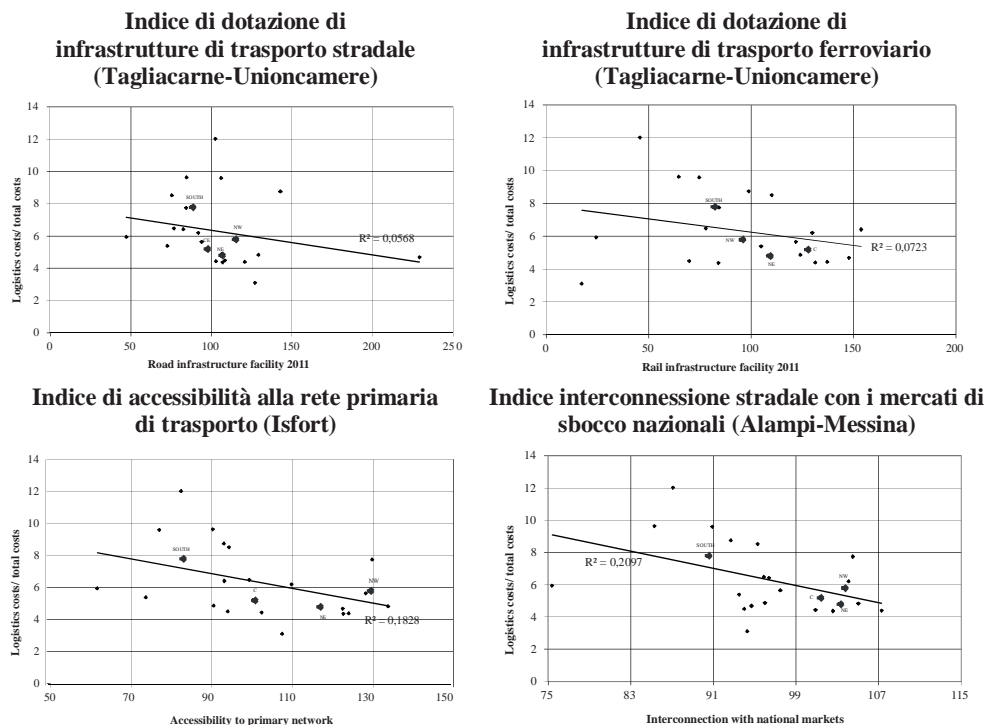 Indice di dotazione di
infrastrutture di trasporto stradale
(Tagliacarne-Unioncamere)
14
12
10
8
6
4
2
0
Logistics costs/ total costs
SOUTH
NW
NE
R² = 0,0568
0 50 100 150 200 250
Road infrastructure facility 2011
Indice di dotazione di
infrastrutture di trasporto ferroviario
(Tagliacarne-Unioncamere)
14
12
10
8
6
4
2
0
Logistics costs/ total costs
SOUTH
NW
C
NE
R² = 0,0723
0 50 100 150 200
Rail infrastructure facility 2011
Indice di accessibilità alla rete primaria
di trasporto (Isfort)
14
12
10
8
6
4
2
0
Logistics costs/ total costs
SOUTH
NW
C
NE
R² = 0,1828
50 70 90 110 130 150
Accessibility to primary network
Indice interconnessione stradale con i mercati di
sbocco nazionali (Alampi-Messina)
14
12
10
8
6
4
2
0
Logistics costs/ total costs
SOUTH
R² = 0,2097
NW
C
NE
75 83 91 99 107 115
Interconnection with national markets